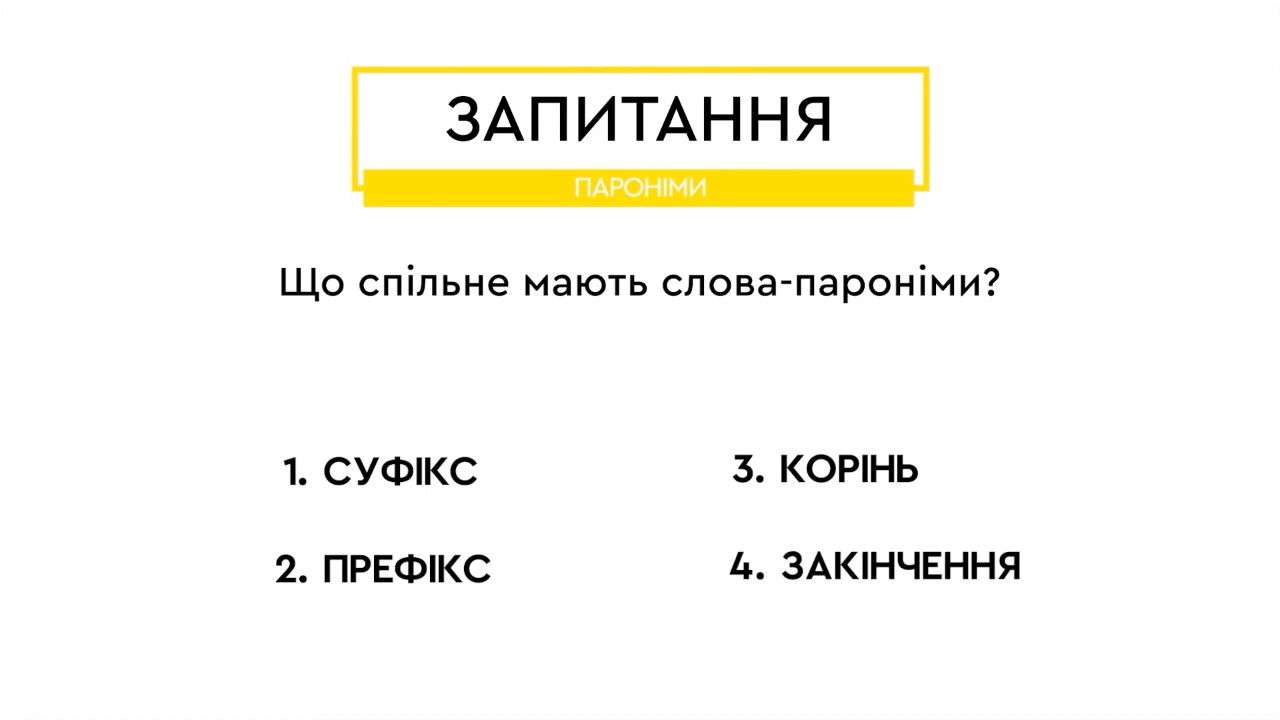 ЗАПИТАННЯ
ПАРОНІМИ
Що спільне мають слова-пароніми?
1. СУФІКС
2. ПРЕФІКС
3. КОРІНЬ
4. ЗАКІНЧЕННЯ